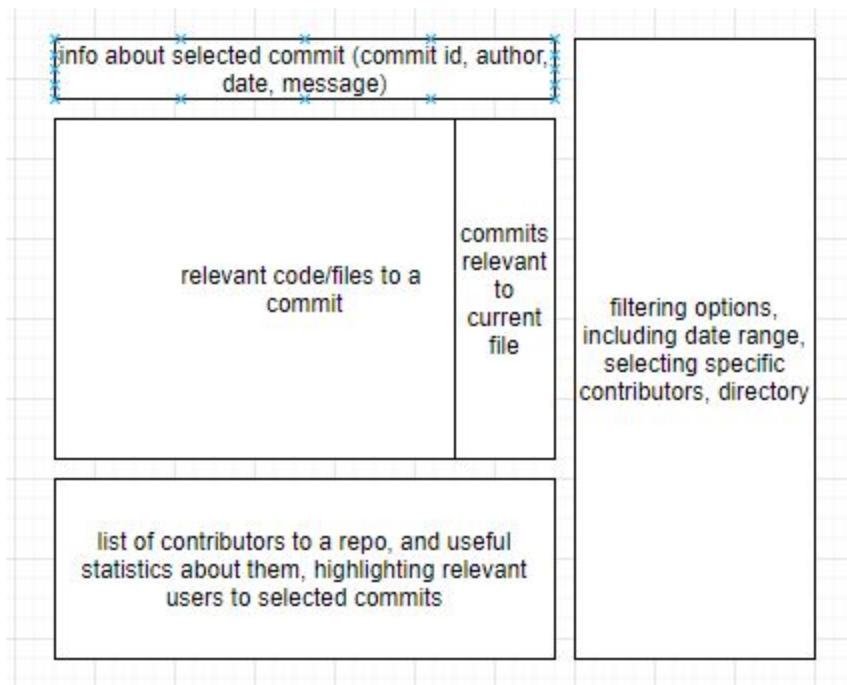 info about selected commit (commit id, author,
date, message)
relevant code/files to a
commit
commits
relevant
to
current
file
filtering options,
including date range,
selecting specific
contributors, directory
list of contributors to a repo, and useful
statistics about them, highlighting relevant
users to selected commits